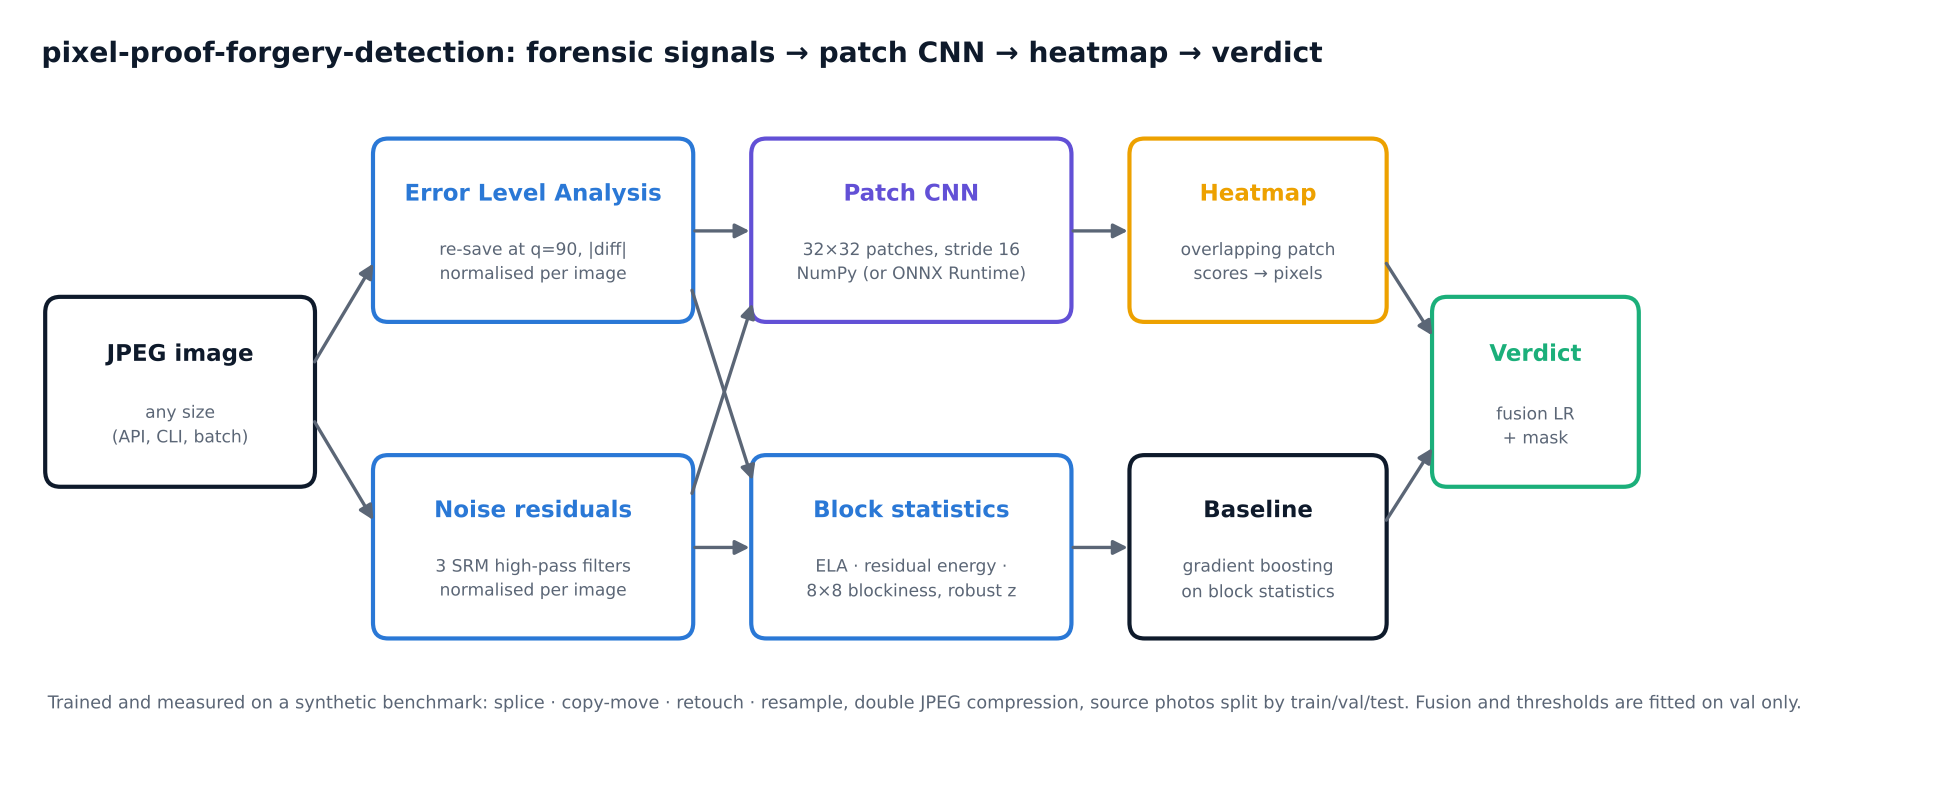 pixel-proof-forgery-detection: forensic signals → patch CNN → heatmap → verdict
JPEG image
any size
(API, CLI, batch)
Error Level Analysis
re-save at q=90, |diff|
normalised per image
Noise residuals
3 SRM high-pass filters
normalised per image
Patch CNN
32×32 patches, stride 16
NumPy (or ONNX Runtime)
Block statistics
ELA · residual energy ·
8×8 blockiness, robust z
Heatmap
overlapping patch
scores → pixels
Baseline
gradient boosting
on block statistics
Verdict
fusion LR
+ mask
Trained and measured on a synthetic benchmark: splice · copy-move · retouch · resample, double JPEG compression, source photos split by train/val/test. Fusion and thresholds are fitted on val only.